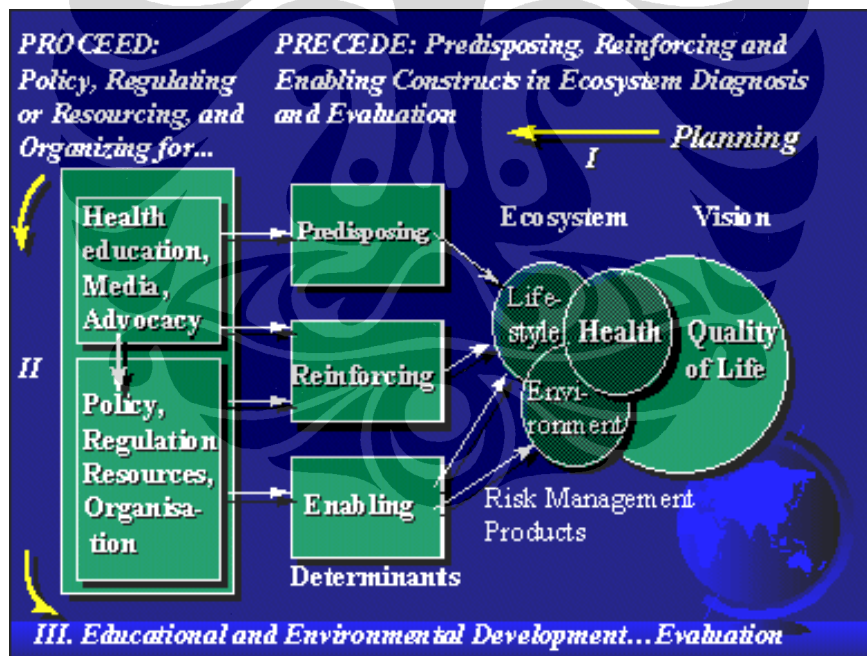 PROCEED:
Policy, Regulating
or Resourcing, and
Organizing for...
PRECEDE: Predisposing, Reinforcing and
Enabling Constructs in Ecosystem Diagnosis
and Evaluation
I
Planning
Ecosystem
Vision
Health
education,
Media,
Advocacy
II
Policy,
Regulation
Resources,
Organisa-
tion
Predisposing
Reinforcing
Enabling
Determinants
Life-
style
Health
Envi-
ronment
Quality
of Life
Risk Management
Products
III. Educational and Environmental Development...Evaluation